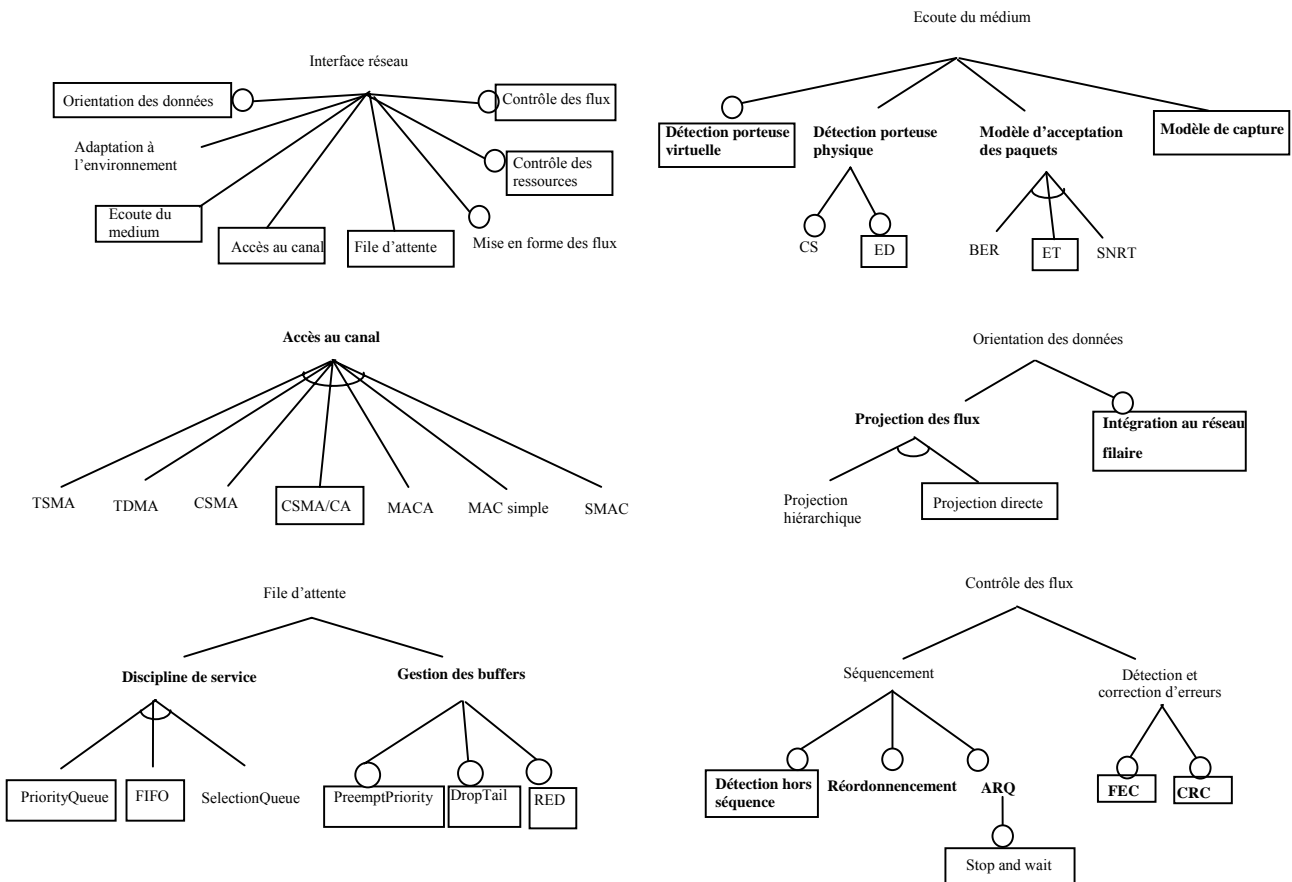 Interface réseau
Orientation des données
Contrôle des flux
Adaptation à
l'environnement
Contrôle des
ressources
Ecoute du
medium
Accès au canal
File d'attente
Mise en forme des flux
Ecoute du médium
Détection porteuse
virtuelle
Détection porteuse
physique
Modèle d'acceptation
des paquets
Modèle de capture
CS
ED
BER
ET
SNRT
Accès au canal
TSMA
TDMA
CSMA
CSMA/CA
MACA
MAC simple
SMAC
Orientation des données
Projection des flux
Intégration au réseau
filaire
Projection
hiérarchique
Projection directe
File d'attente
Discipline de service
Gestion des buffers
PriorityQueue
FIFO
SelectionQueue
PreemptPriority
DropTail
RED
Contrôle des flux
Séquencement
Détection et
correction d'erreurs
Détection hors
séquence
Réordonnencement
ARQ
FEC
CRC
Stop and wait